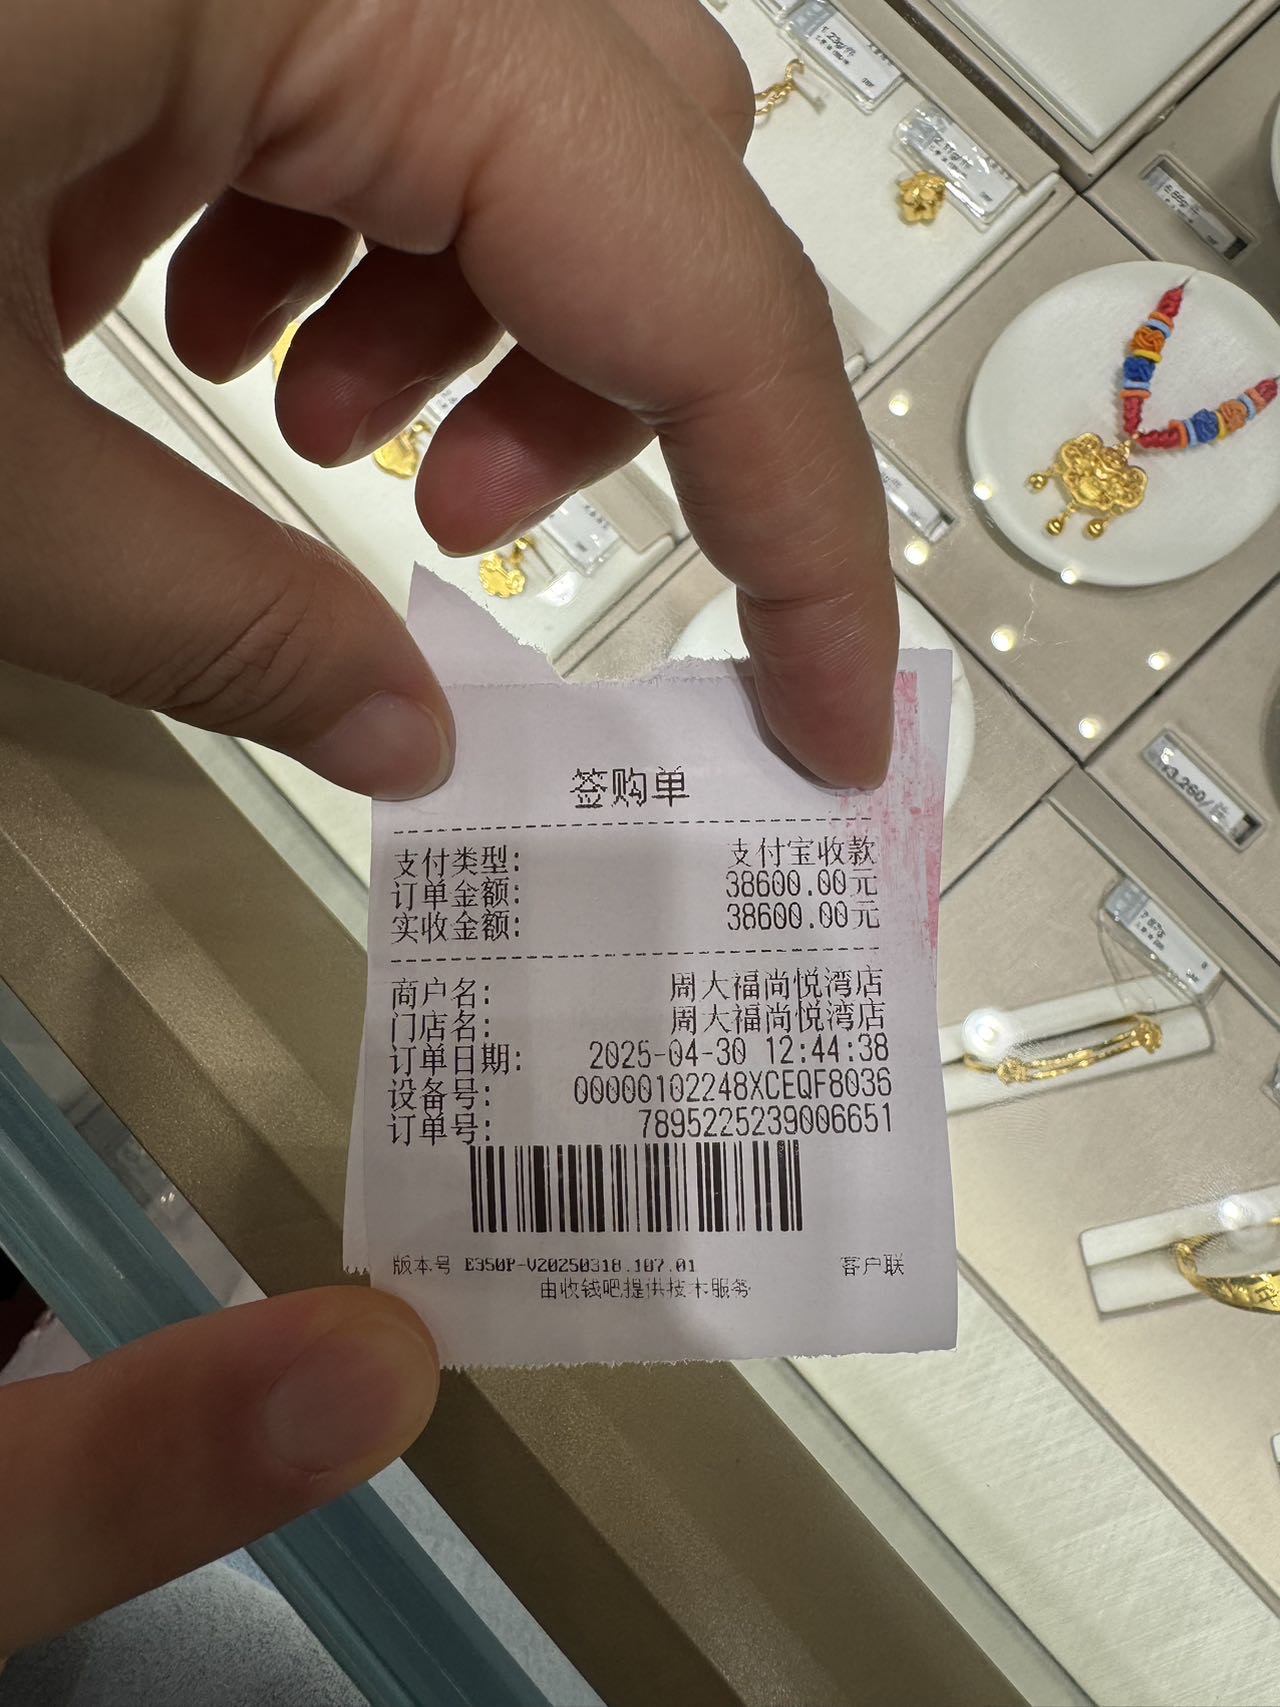 签购单
支付类型: 支付宝收款
订单金额: 38600.00元
实收金额: 38600.00元
商户名: 周大福尚悦湾店
门店名: 周大福尚悦湾店
订单日期: 2025-04-30 12:44:38
设备号: 00000102248XCEQF8036
订单号: 7895225239006651
版本号 E350P-V20250318.107.01 客户联
由收钱吧提供技术服务
¥3,260/件